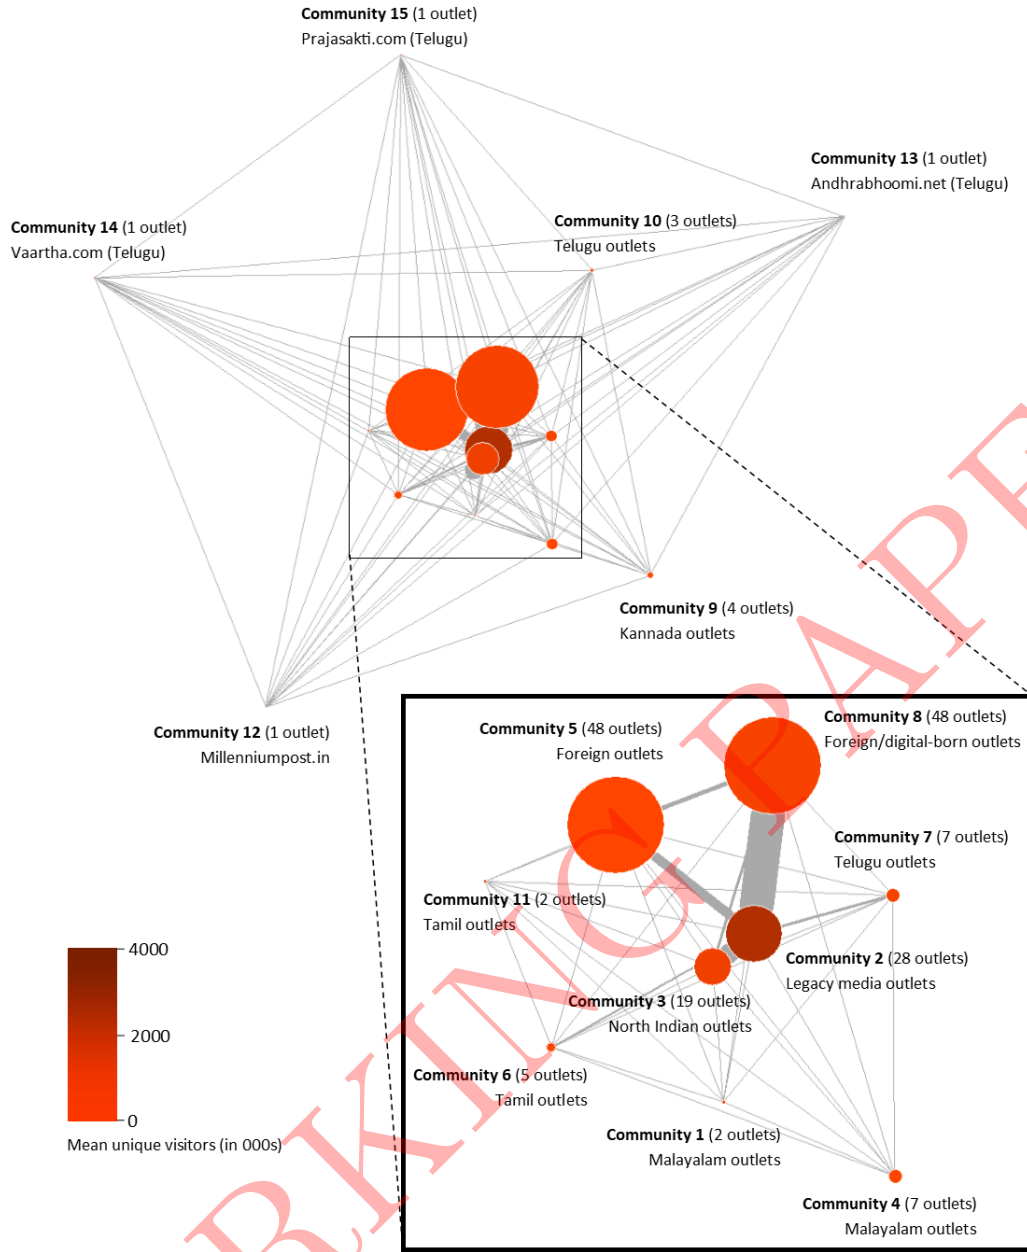 Community 15 (1 outlet)
Prajasakti.com (Telugu)
Community 13 (1 outlet)
Andhrabhoomi.net (Telugu)
Community 14 (1 outlet)
Vaartha.com (Telugu)
Community 10 (3 outlets)
Telugu outlets
Community 9 (4 outlets)
Kannada outlets
Community 12 (1 outlet)
Millenniumpost.in
Community 5 (48 outlets)
Foreign outlets
Community 8 (48 outlets)
Foreign/digital-born outlets
Community 7 (7 outlets)
Telugu outlets
Community 11 (2 outlets)
Tamil outlets
Community 2 (28 outlets)
Legacy media outlets
Community 3 (19 outlets)
North Indian outlets
Community 6 (5 outlets)
Tamil outlets
Community 1 (2 outlets)
Malayalam outlets
Community 4 (7 outlets)
Malayalam outlets
4000
2000
0
Mean unique visitors (in 000s)
RKING PAPE